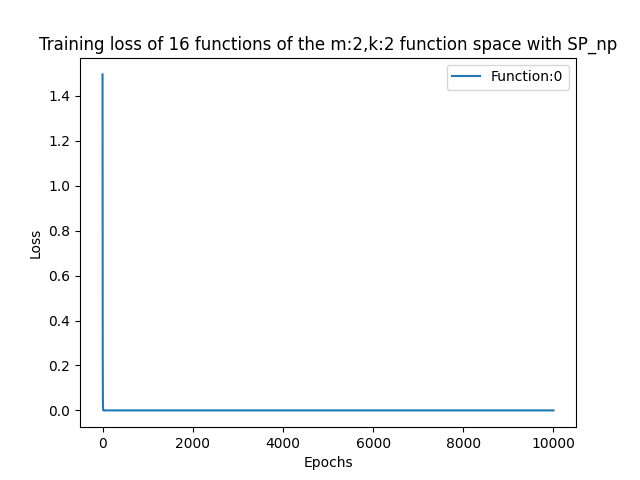 Training loss of 16 functions of the m:2,k:2 function space with SP_np
Function:0
1.4
1.2
1.0
0.8
0.6
0.4
0.2
0.0
Loss
0 2000 4000 6000 8000 10000
Epochs